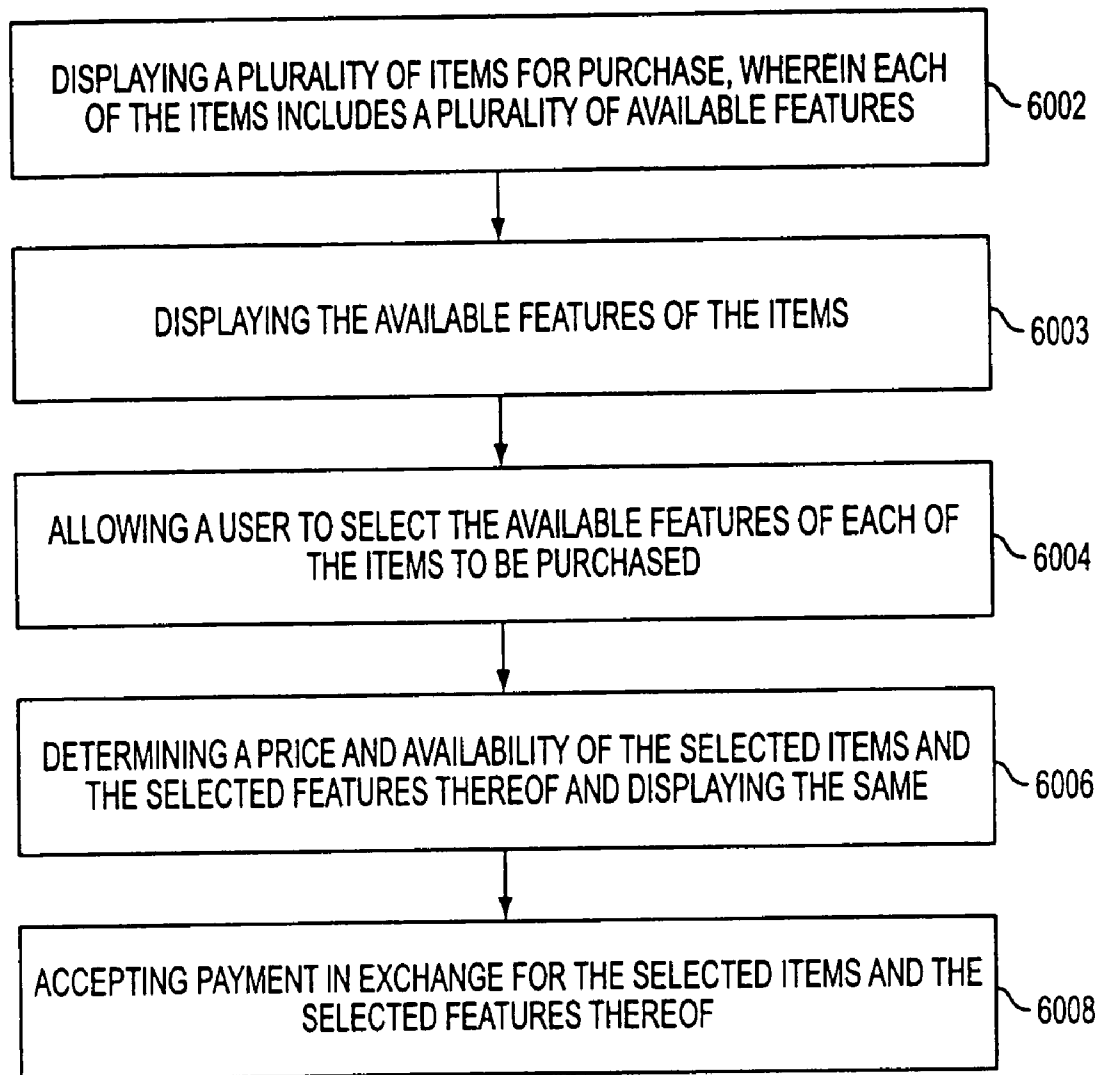 DISPLAYING A PLURALITY OF ITEMS FOR PURCHASE, WHEREIN EACH
OF THE ITEMS INCLUDES A PLURALITY OF AVAILABLE FEATURES
6002
DISPLAYING THE AVAILABLE FEATURES OF THE ITEMS
6003
ALLOWING A USER TO SELECT THE AVAILABLE FEATURES OF EACH OF
THE ITEMS TO BE PURCHASED
6004
DETERMINING A PRICE AND AVAILABILITY OF THE SELECTED ITEMS AND
THE SELECTED FEATURES THEREOF AND DISPLAYING THE SAME
6006
ACCEPTING PAYMENT IN EXCHANGE FOR THE SELECTED ITEMS AND THE
SELECTED FEATURES THEREOF
6008